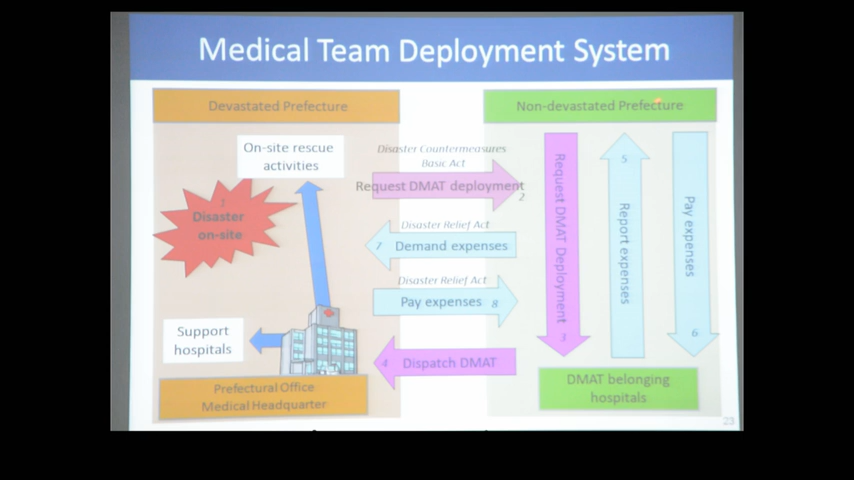 Medical Team Deployment System
Devastated Prefecture
Non-devastated Prefecture
On-site rescue
activities
1
Disaster
on-site
Disaster Countermeasures
Basic Act
Request DMAT deployment
2
Disaster Relief Act
7 Demand expenses
Disaster Relief Act
Pay expenses 8
4 Dispatch DMAT
Request DMAT Deployment
3
5
Report expenses
Pay expenses
6
Support
hospitals
Prefectural Office
Medical Headquarter
DMAT belonging
hospitals
23